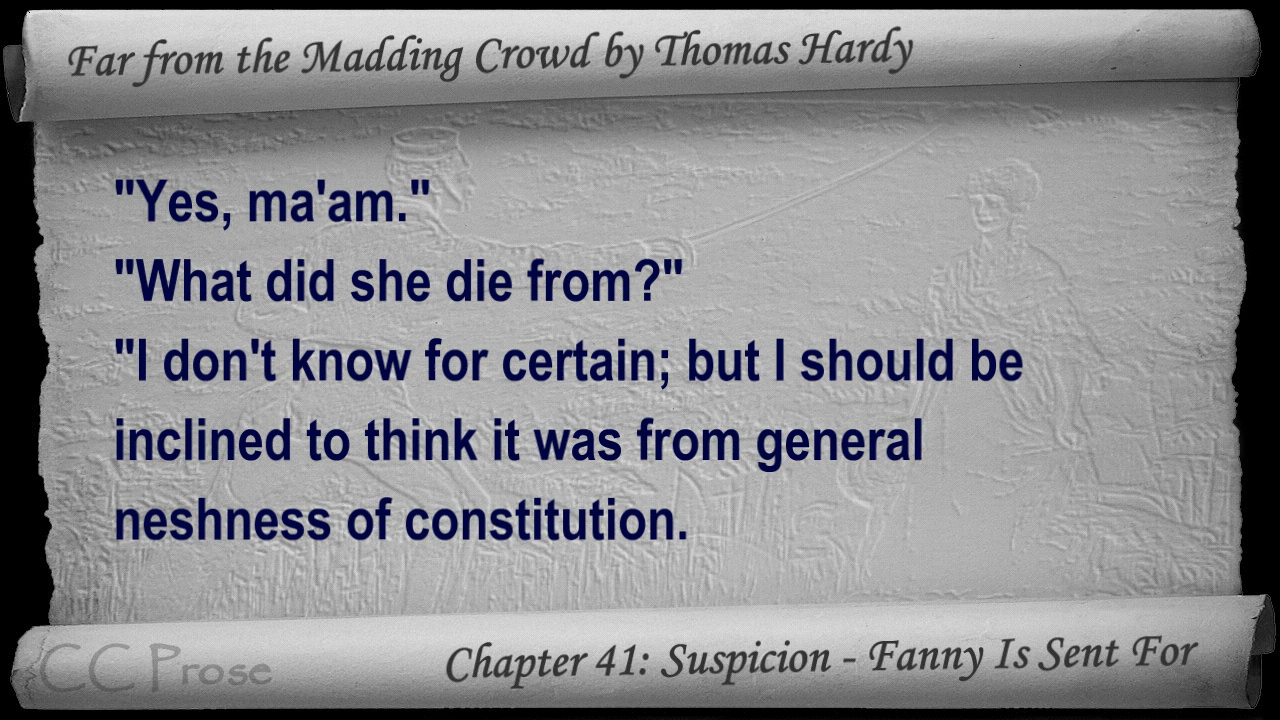 Far from the Madding Crowd by Thomas Hardy
"Yes, ma'am."
"What did she die from?"
"I don't know for certain; but I should be
inclined to think it was from general
neshness of constitution.
CC Prose
Chapter 41: Suspicion - Fanny Is Sent For